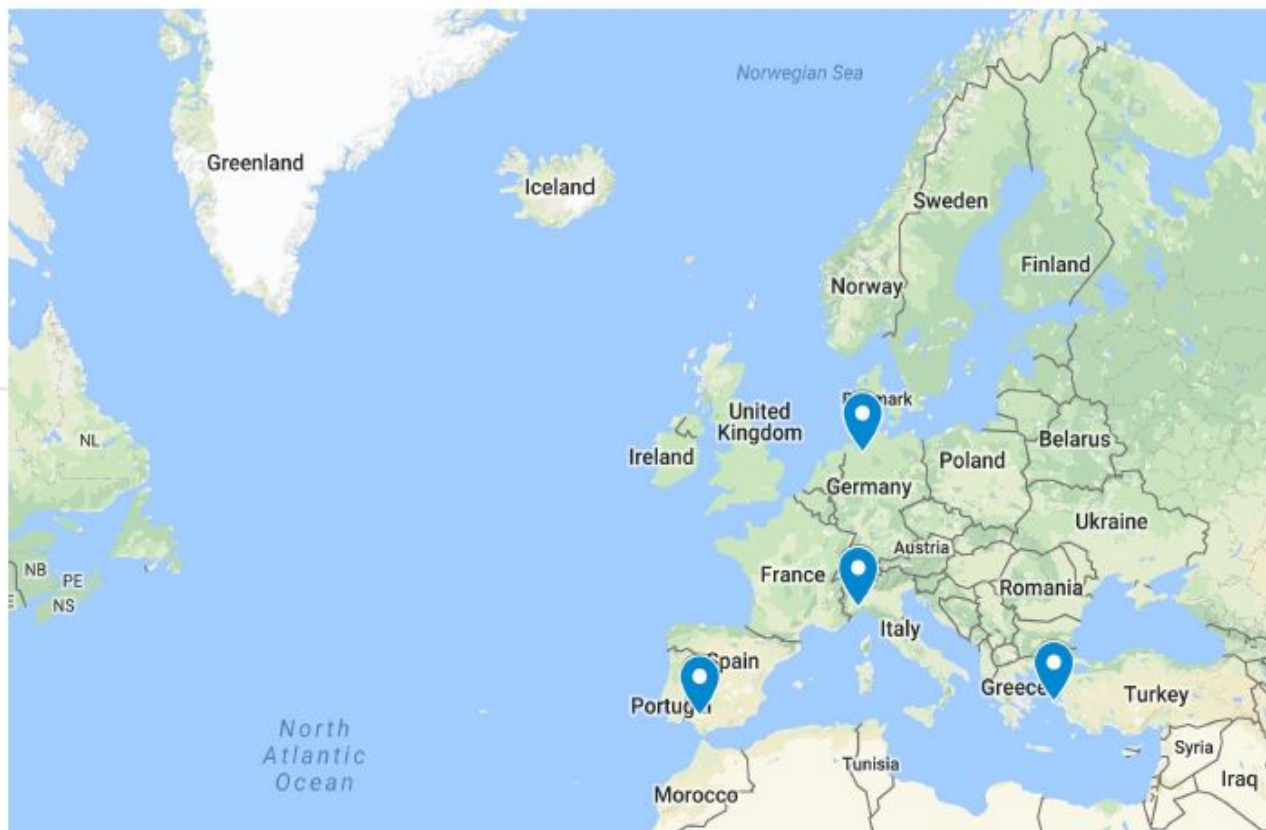 Norwegian Sea
Greenland
Iceland
Sweden
Finland
Norway
United
Kingdom
Ireland
Belarus
Poland
Germany
NL
Ukraine
Austria
France
Romania
NB
PE
NS
Italy
Spain
Greece
Turkey
North
Atlantic
Ocean
Syria
Tunisia
Iraq
Morocco